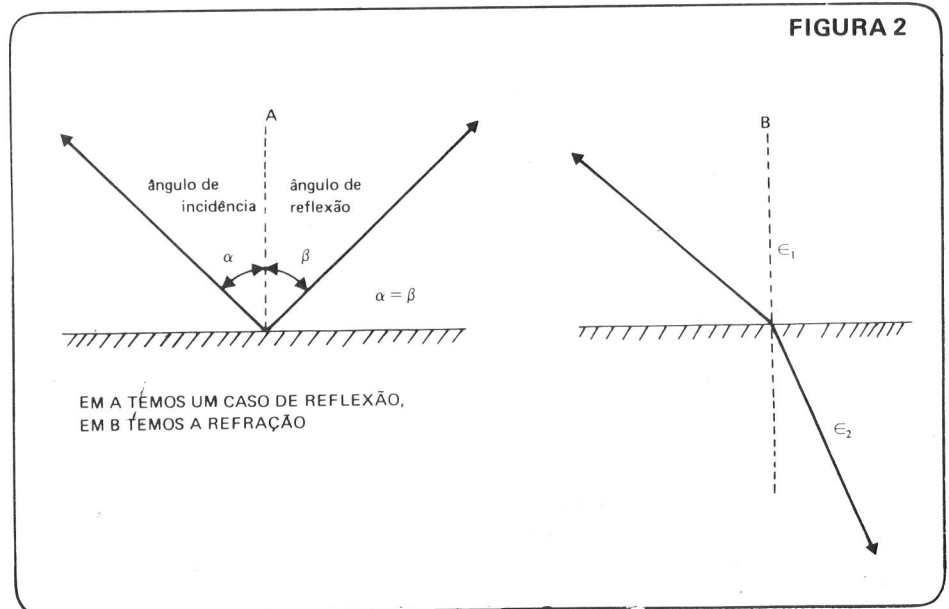 FIGURA 2
A
ângulo de
incidência
ângulo de
reflexão
α
β
α = β
EM A TEMOS UM CASO DE REFLEXÃO,
EM B TEMOS A REFRAÇÃO
B
∈₁
∈₂